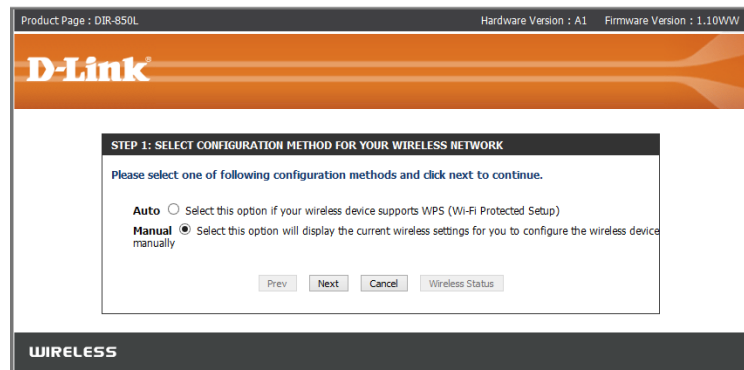 Product Page : DIR-850L Hardware Version : A1 Firmware Version : 1.10WW
D-Link®
STEP 1: SELECT CONFIGURATION METHOD FOR YOUR WIRELESS NETWORK
Please select one of following configuration methods and click next to continue.
Auto Select this option if your wireless device supports WPS (Wi-Fi Protected Setup)
Manual Select this option will display the current wireless settings for you to configure the wireless device
manually
Prev Next Cancel Wireless Status
WIRELESS